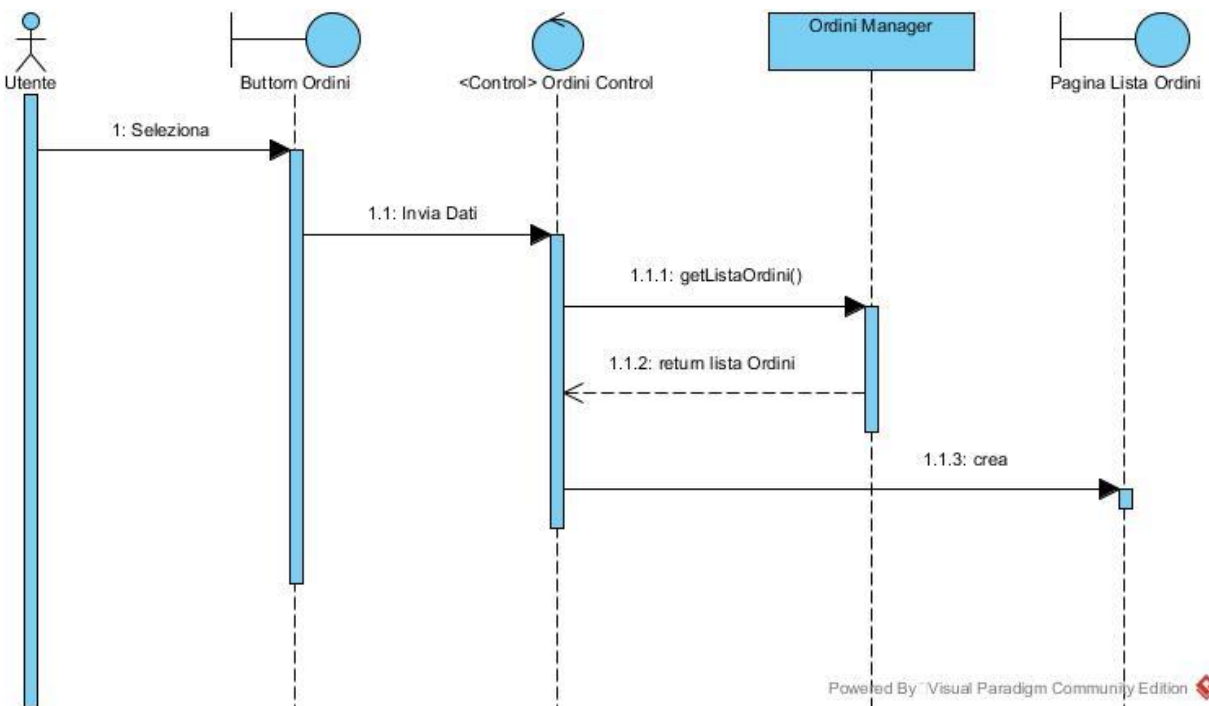 Ordini Manager
Utente
Buttom Ordini
<Control> Ordini Control
Pagina Lista Ordini
1: Seleziona
1.1: Invia Dati
1.1.1: getListaOrdini()
1.1.2: return lista Ordini
1.1.3: crea
Powered By Visual Paradigm Community Edition